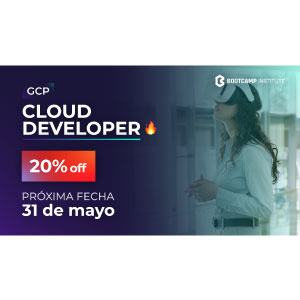 GCP
BOOTCAMP INSTITUTE
CLOUD
DEVELOPER🔥
20% off
PRÓXIMA FECHA
31 de mayo